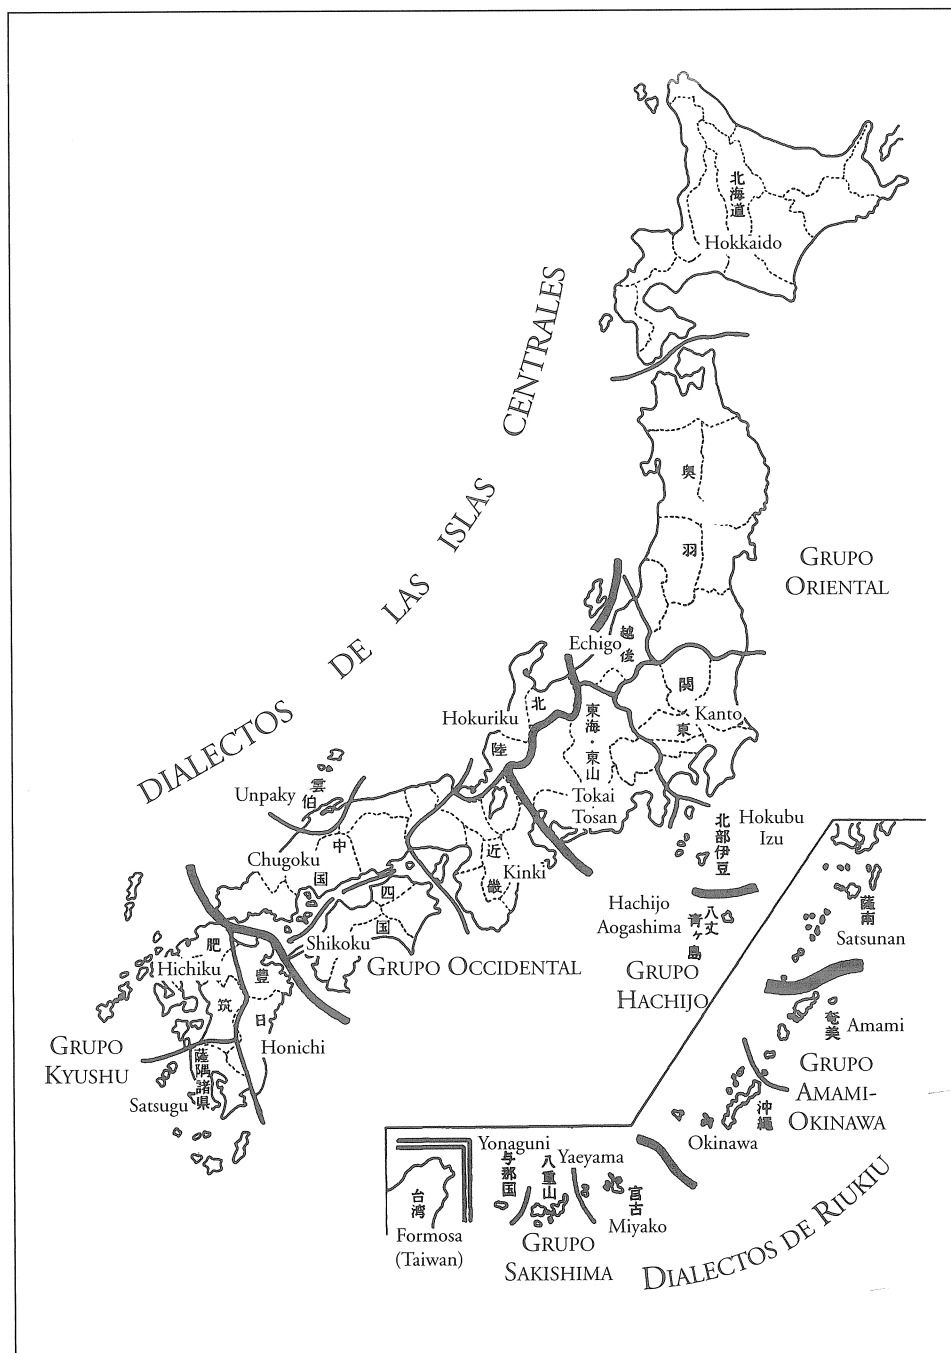 北海道
Hokkaido
DIALECTOS DE LAS ISLAS CENTRALES
奥羽
GRUPO
ORIENTAL
Echigo
越後
関東
Kanto
北陸
Hokuriku
東海・東山
Tokai
Tosan
雲伯
Unpaky
中国
Chugoku
近畿
Kinki
四国
Shikoku
GRUPO OCCIDENTAL
北部伊豆
Hokubu
Izu
Hachijo
Aogashima
八丈
青ヶ島
GRUPO
HACHIJO
肥筑
Hichiku
豊日
Honichi
GRUPO
KYUSHU
薩隅諸県
Satsugu
薩南
Satsunan
奄美
Amami
GRUPO
AMAMI-
OKINAWA
沖縄
Okinawa
Yonaguni
与那国
Yaeyama
八重山
宮古
Miyako
台湾
Formosa
(Taiwan)
GRUPO
SAKISHIMA
DIALECTOS DE RIUKIU